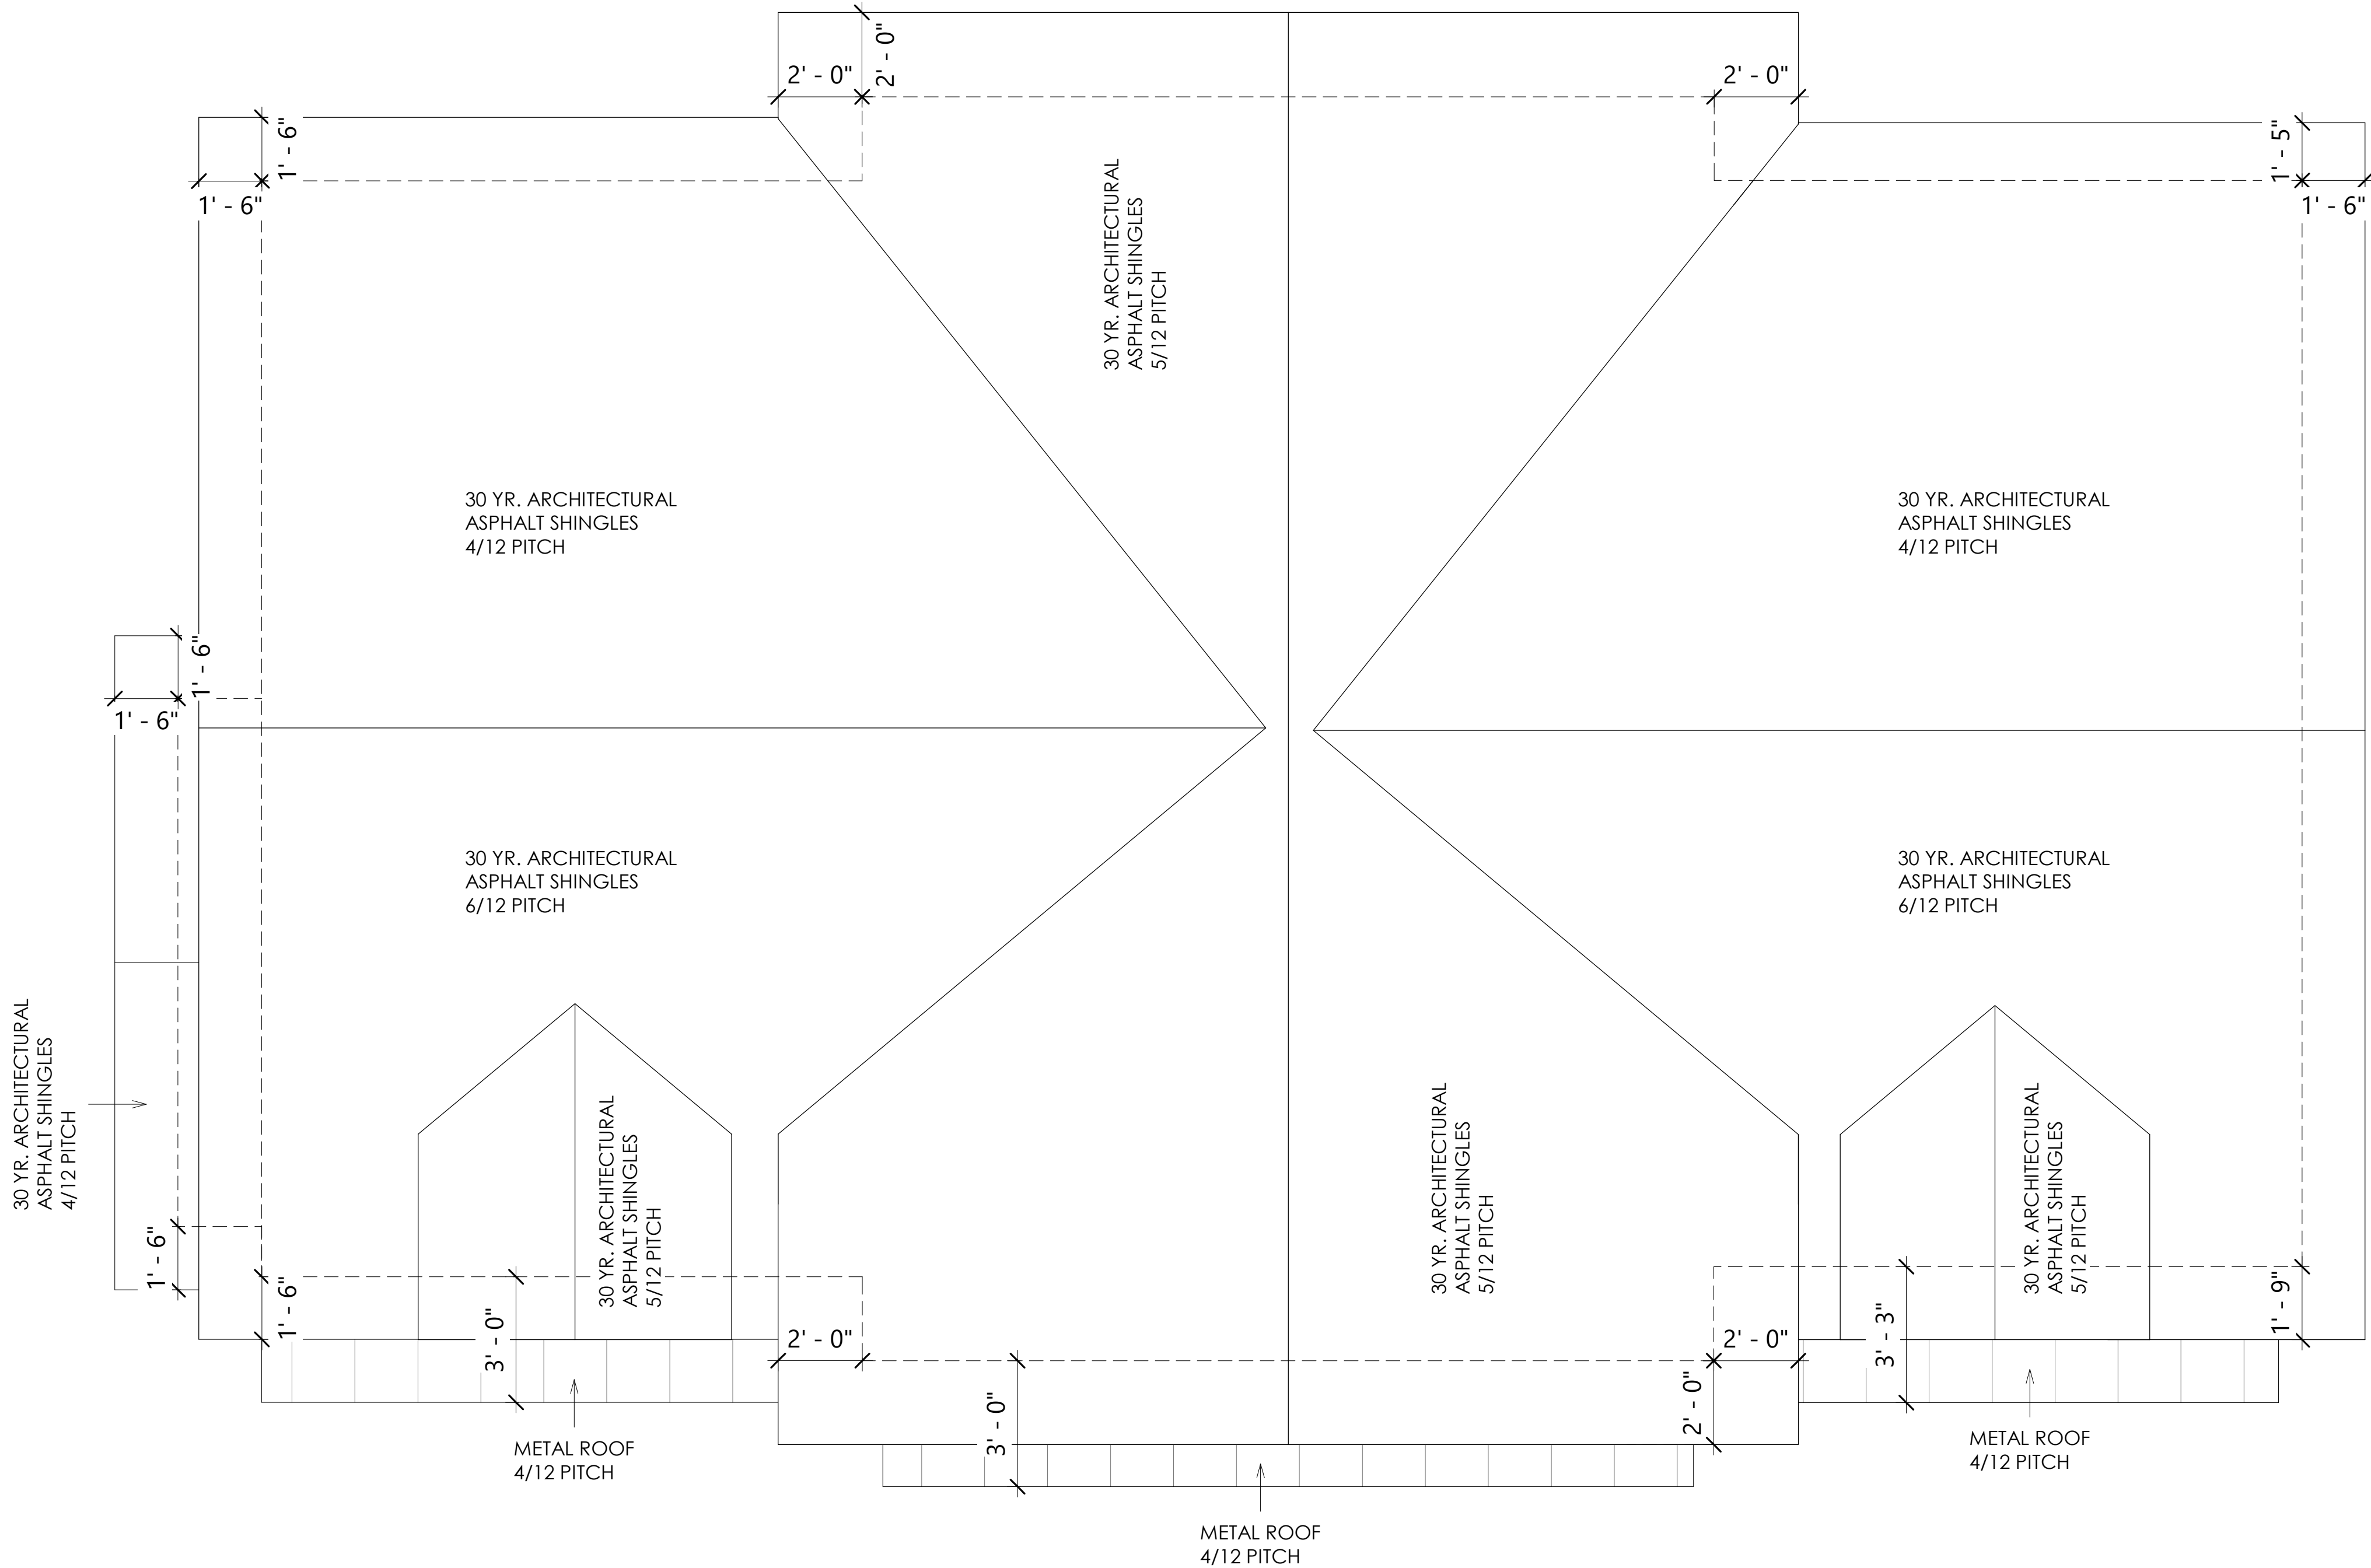 2' - 0"
2' - 0"
2' - 0"
1' - 6"
1' - 6"
1' - 5"
1' - 6"
30 YR. ARCHITECTURAL
ASPHALT SHINGLES
5/12 PITCH
30 YR. ARCHITECTURAL
ASPHALT SHINGLES
4/12 PITCH
30 YR. ARCHITECTURAL
ASPHALT SHINGLES
4/12 PITCH
1' - 6"
1' - 6"
30 YR. ARCHITECTURAL
ASPHALT SHINGLES
6/12 PITCH
30 YR. ARCHITECTURAL
ASPHALT SHINGLES
6/12 PITCH
30 YR. ARCHITECTURAL
ASPHALT SHINGLES
4/12 PITCH
30 YR. ARCHITECTURAL
ASPHALT SHINGLES
5/12 PITCH
30 YR. ARCHITECTURAL
ASPHALT SHINGLES
5/12 PITCH
30 YR. ARCHITECTURAL
ASPHALT SHINGLES
5/12 PITCH
1' - 6"
1' - 6"
3' - 0"
2' - 0"
2' - 0"
3' - 3"
1' - 9"
3' - 0"
2' - 0"
METAL ROOF
4/12 PITCH
METAL ROOF
4/12 PITCH
METAL ROOF
4/12 PITCH